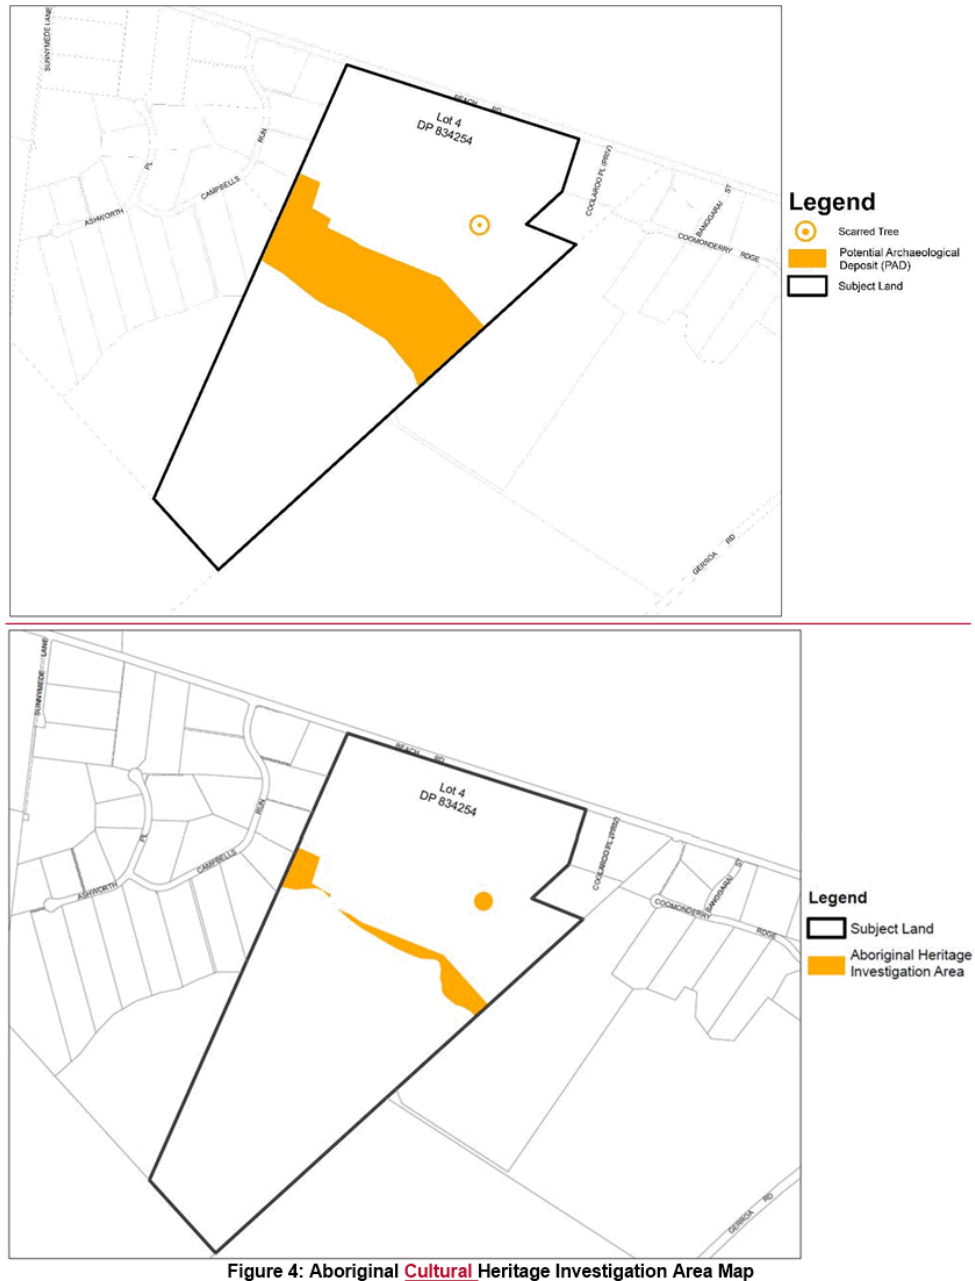 SUNNYMEDE LANE
BEACH RD
Lot 4
DP 834254
RUN
PL
CAMPBELLS
ASHWORTH
COOLAROO PL (PRIV)
BANGGARAI ST
COOMONDERRY RDGE
GERROA RD
Legend
Scarred Tree
Potential Archaeological
Deposit (PAD)
Subject Land
SUNNYMEDE LANE
BEACH RD
Lot 4
DP 834254
RUN
PL
CAMPBELLS
ASHWORTH
COOLAROO PL (PRIV)
BANGGARAI ST
COOMONDERRY RDGE
GERROA RD
Legend
Subject Land
Aboriginal Heritage
Investigation Area
Figure 4: Aboriginal Cultural Heritage Investigation Area Map